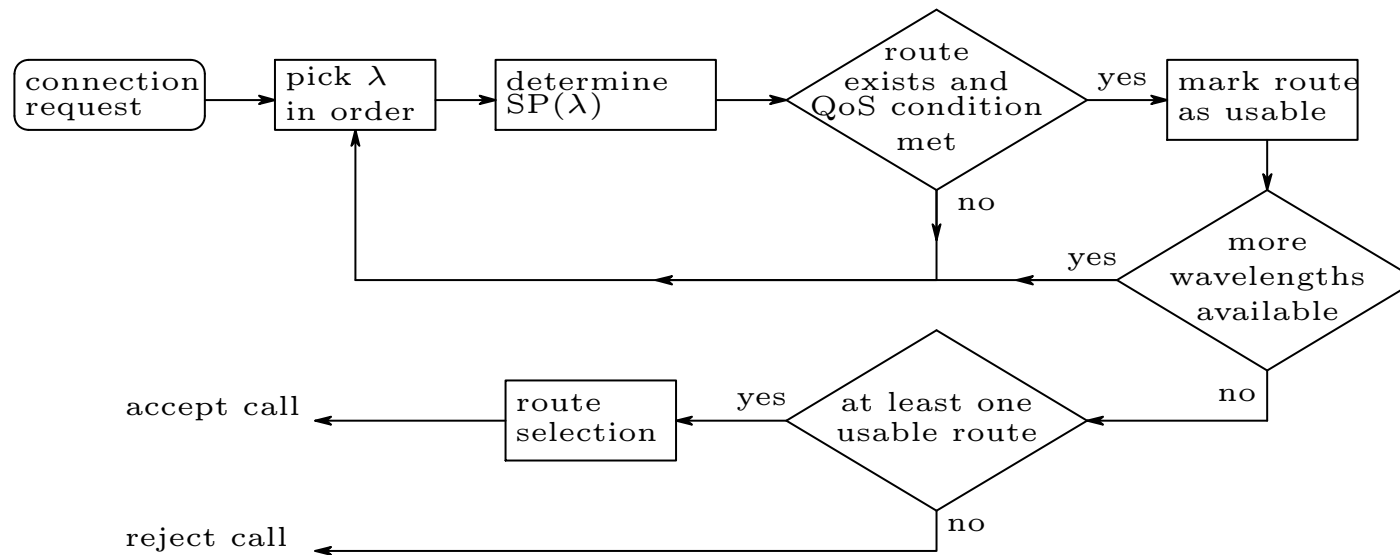 connection
request
pick λ
in order
determine
SP(λ)
route
exists and
QoS condition
met
yes
mark route
as usable
no
more
wavelengths
available
yes
no
at least one
usable route
yes
route
selection
accept call
no
reject call